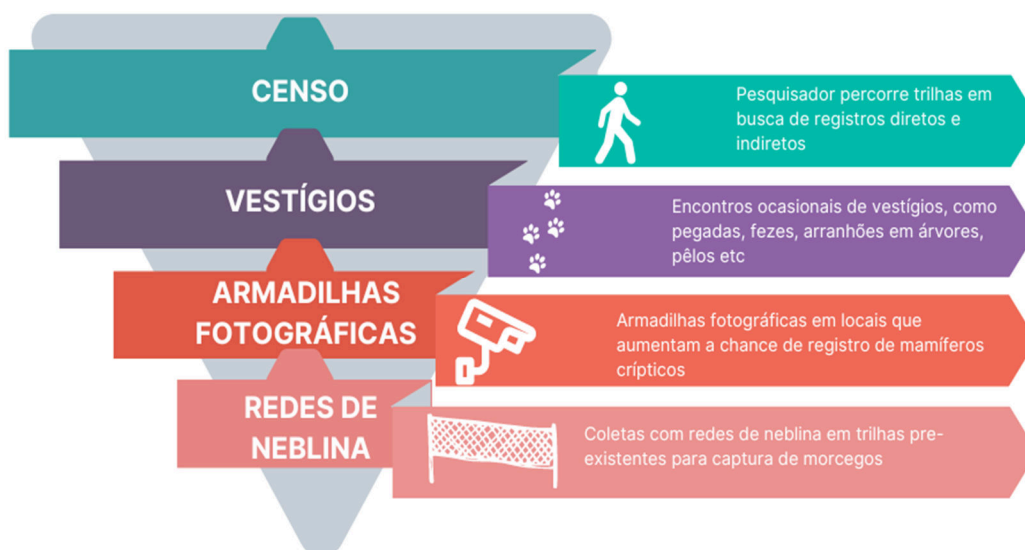 CENSO
Pesquisador percorre trilhas em
busca de registros diretos e
indiretos
VESTÍGIOS
Encontros ocasionais de vestígios, como
pegadas, fezes, arranhões em árvores,
pêlos etc
ARMADILHAS
FOTOGRÁFICAS
Armadilhas fotográficas em locais que
aumentam a chance de registro de mamíferos
crípticos
REDES DE
NEBLINA
Coletas com redes de neblina em trilhas pre-
existentes para captura de morcegos